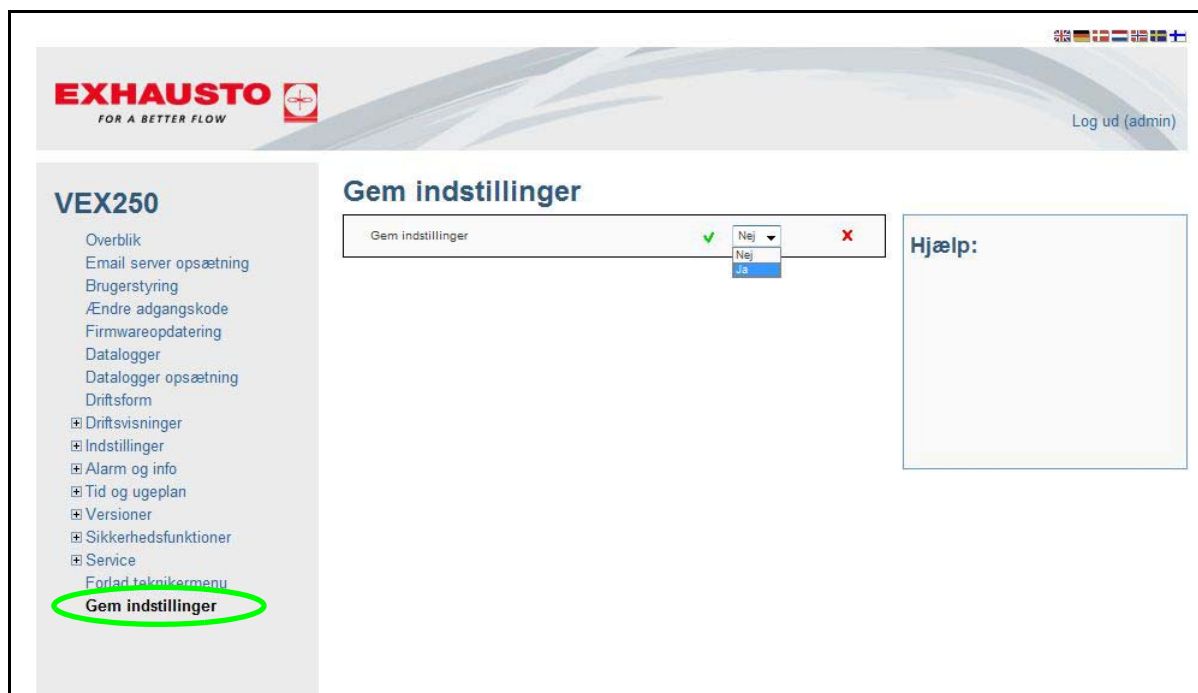 EXHAUSTO
FOR A BETTER FLOW
Log ud (admin)
VEX250
Overblik
Email server opsætning
Brugerstyring
Ændre adgangskode
Firmwareopdatering
Datalogger
Datalogger opsætning
Driftsform
Driftsvisninger
Indstillinger
Alarm og info
Tid og ugeplan
Versioner
Sikkerhedsfunktioner
Service
Forlad teknikermenu
Gem indstillinger
Gem indstillinger
Gem indstillinger
Nej
Nej
Ja
Hjælp: